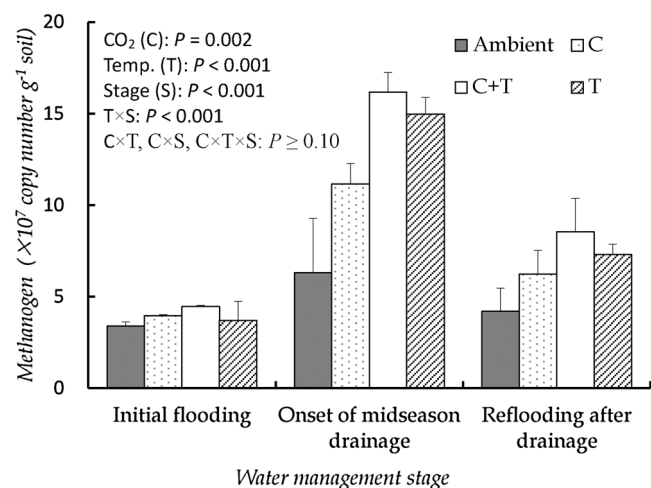 20
15
10
5
0
Methanogen (×10⁷ copy number g⁻¹ soil)
CO₂ (C): P = 0.002
Temp. (T): P < 0.001
Stage (S): P < 0.001
T×S: P < 0.001
C×T, C×S, C×T×S: P ≥ 0.10
Ambient
C
C+T
T
Initial flooding
Onset of midseason
drainage
Reflooding after
drainage
Water management stage